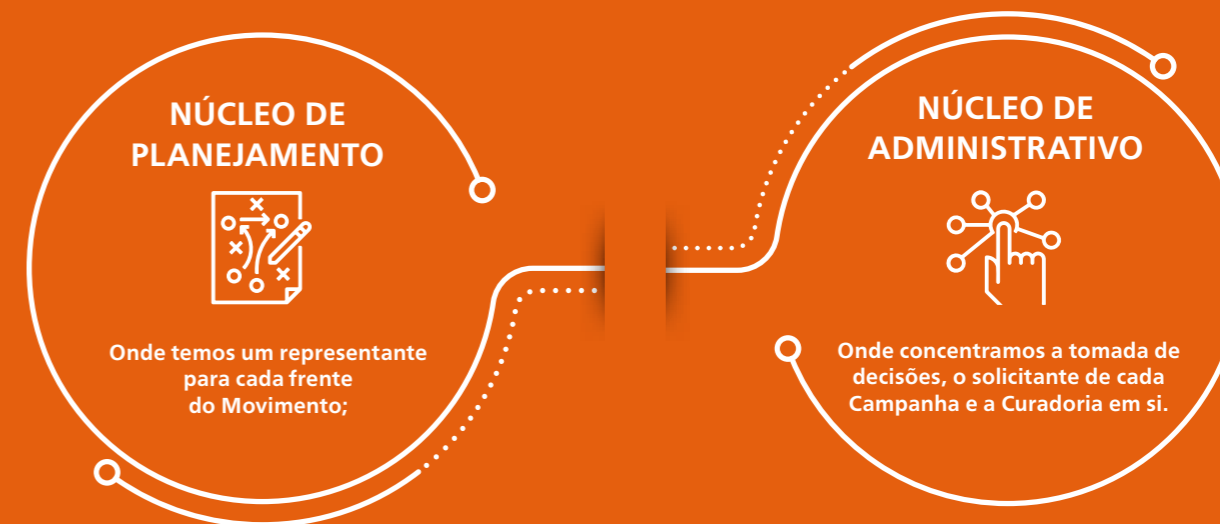 NÚCLEO DE
PLANEJAMENTO
Onde temos um representante
para cada frente
do Movimento;
NÚCLEO DE
ADMINISTRATIVO
Onde concentramos a tomada de
decisões, o solicitante de cada
Campanha e a Curadoria em si.